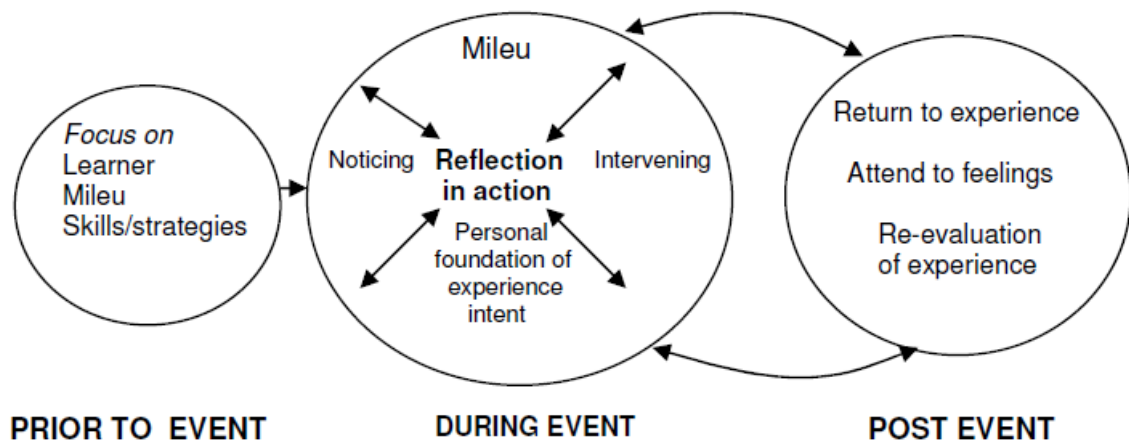 Focus on
Learner
Mileu
Skills/strategies
Mileu
Noticing
Reflection
in action
Intervening
Personal
foundation of
experience
intent
Return to experience
Attend to feelings
Re-evaluation
of experience
PRIOR TO EVENT
DURING EVENT
POST EVENT